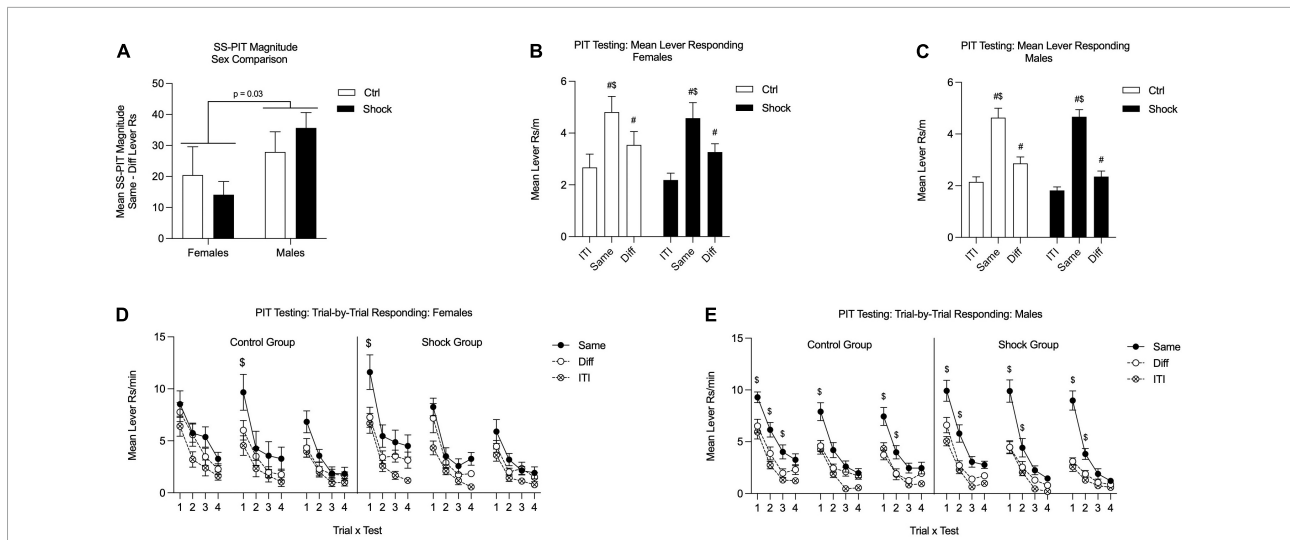 A
SS-PIT Magnitude
Sex Comparison
p = 0.03
Ctrl
Shock
Mean SS-PIT Magnitude
Same - Diff Lever Rs
50
40
30
20
10
0
Females
Males
B
PIT Testing: Mean Lever Responding
Females
Ctrl
Shock
Mean Lever Rs/m
6
4
2
0
#$
#
#$
#
ITI
Same
Diff
ITI
Same
Diff
C
PIT Testing: Mean Lever Responding
Males
Ctrl
Shock
Mean Lever Rs/m
6
4
2
0
#$
#
#$
#
ITI
Same
Diff
ITI
Same
Diff
D
PIT Testing: Trial-by-Trial Responding: Females
Control Group
Shock Group
Same
Diff
ITI
Mean Lever Rs/min
15
10
5
0
$
$
1 2 3 4 1 2 3 4 1 2 3 4 1 2 3 4 1 2 3 4 1 2 3 4
Trial x Test
E
PIT Testing: Trial-by-Trial Responding: Males
Control Group
Shock Group
Same
Diff
ITI
Mean Lever Rs/min
15
10
5
0
$ $ $ $ $ $ $ $ $ $ $ $
1 2 3 4 1 2 3 4 1 2 3 4 1 2 3 4 1 2 3 4 1 2 3 4
Trial x Test